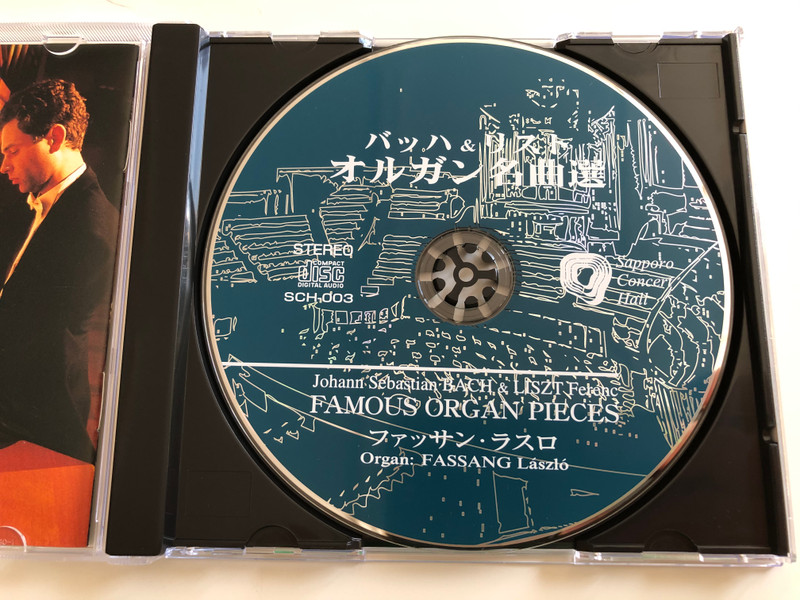 バッハ & リスト
オルガン名曲選
STEREO
COMPACT
DISC
DIGITAL AUDIO
SCH-003
Sapporo
Concert
Hall
Johann Sebastian BACH & LISZT Ferenc
FAMOUS ORGAN PIECES
ファッサン・ラスロ
Organ: FASSANG László